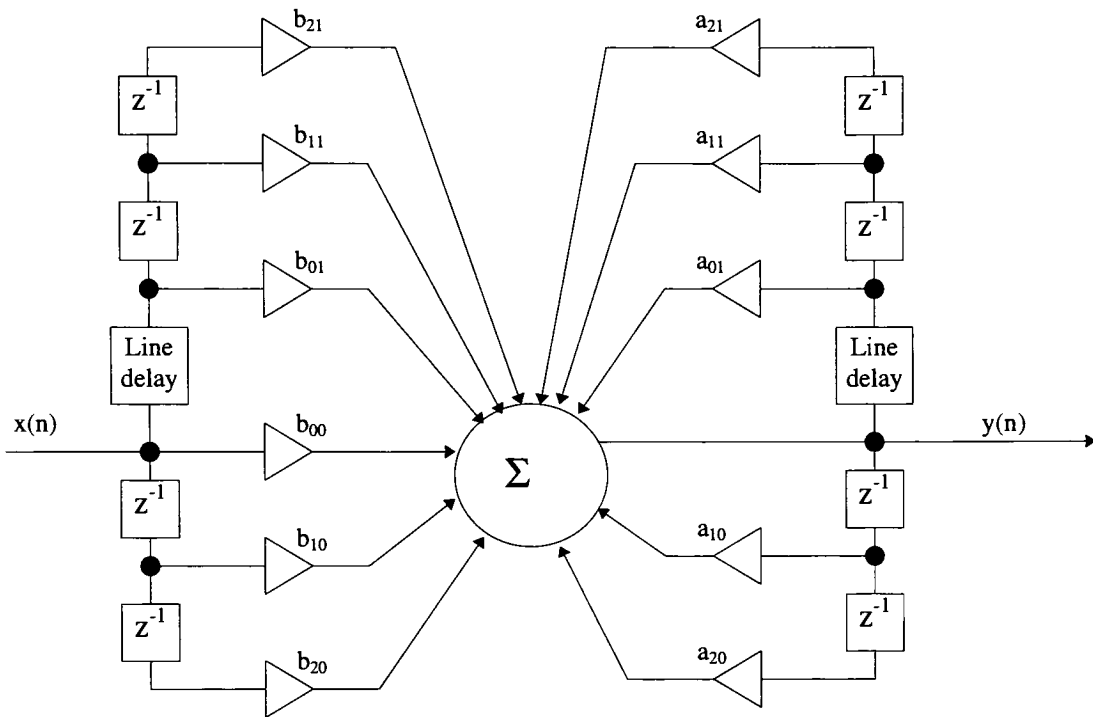 b₂₁
a₂₁
z⁻¹
z⁻¹
b₁₁
a₁₁
z⁻¹
z⁻¹
b₀₁
a₀₁
Line
delay
Line
delay
x(n)
b₀₀
y(n)
Σ
z⁻¹
z⁻¹
b₁₀
a₁₀
z⁻¹
z⁻¹
b₂₀
a₂₀